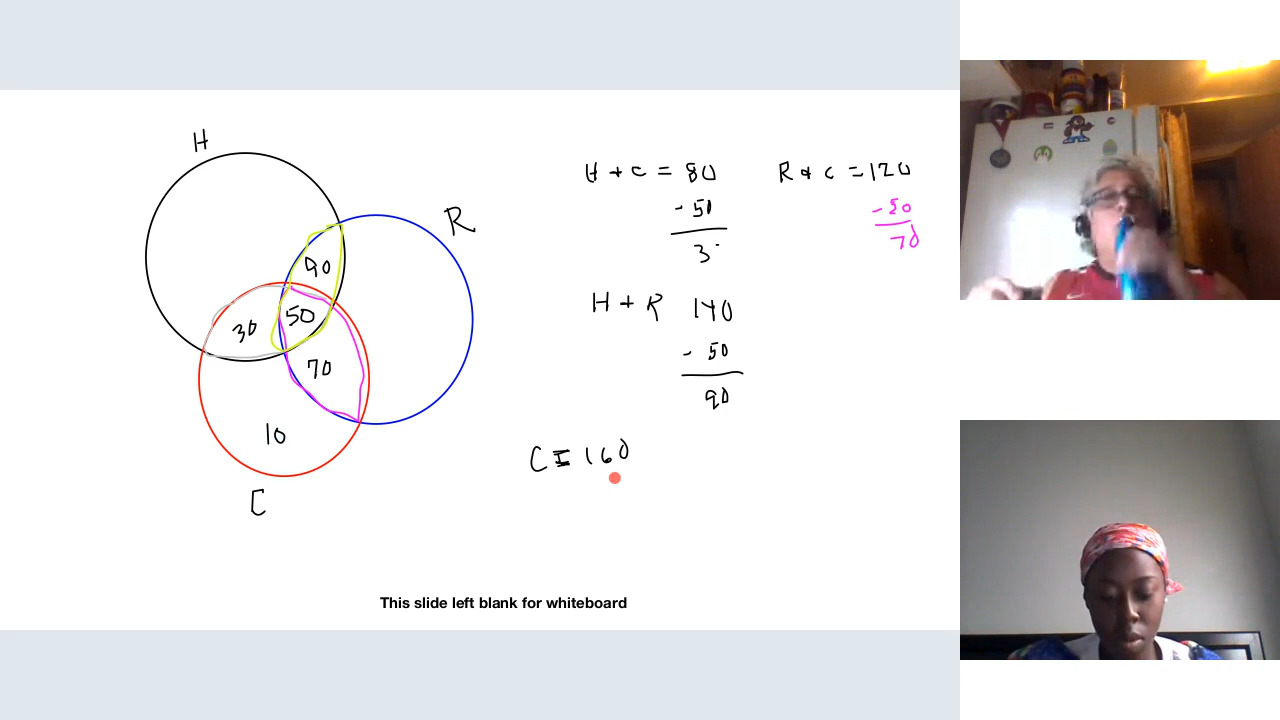 H
R
90
50
30
70
10
C
H + C = 80
- 50
3
R & C = 120
- 50
70
H + R 140
- 50
90
C = 160
This slide left blank for whiteboard